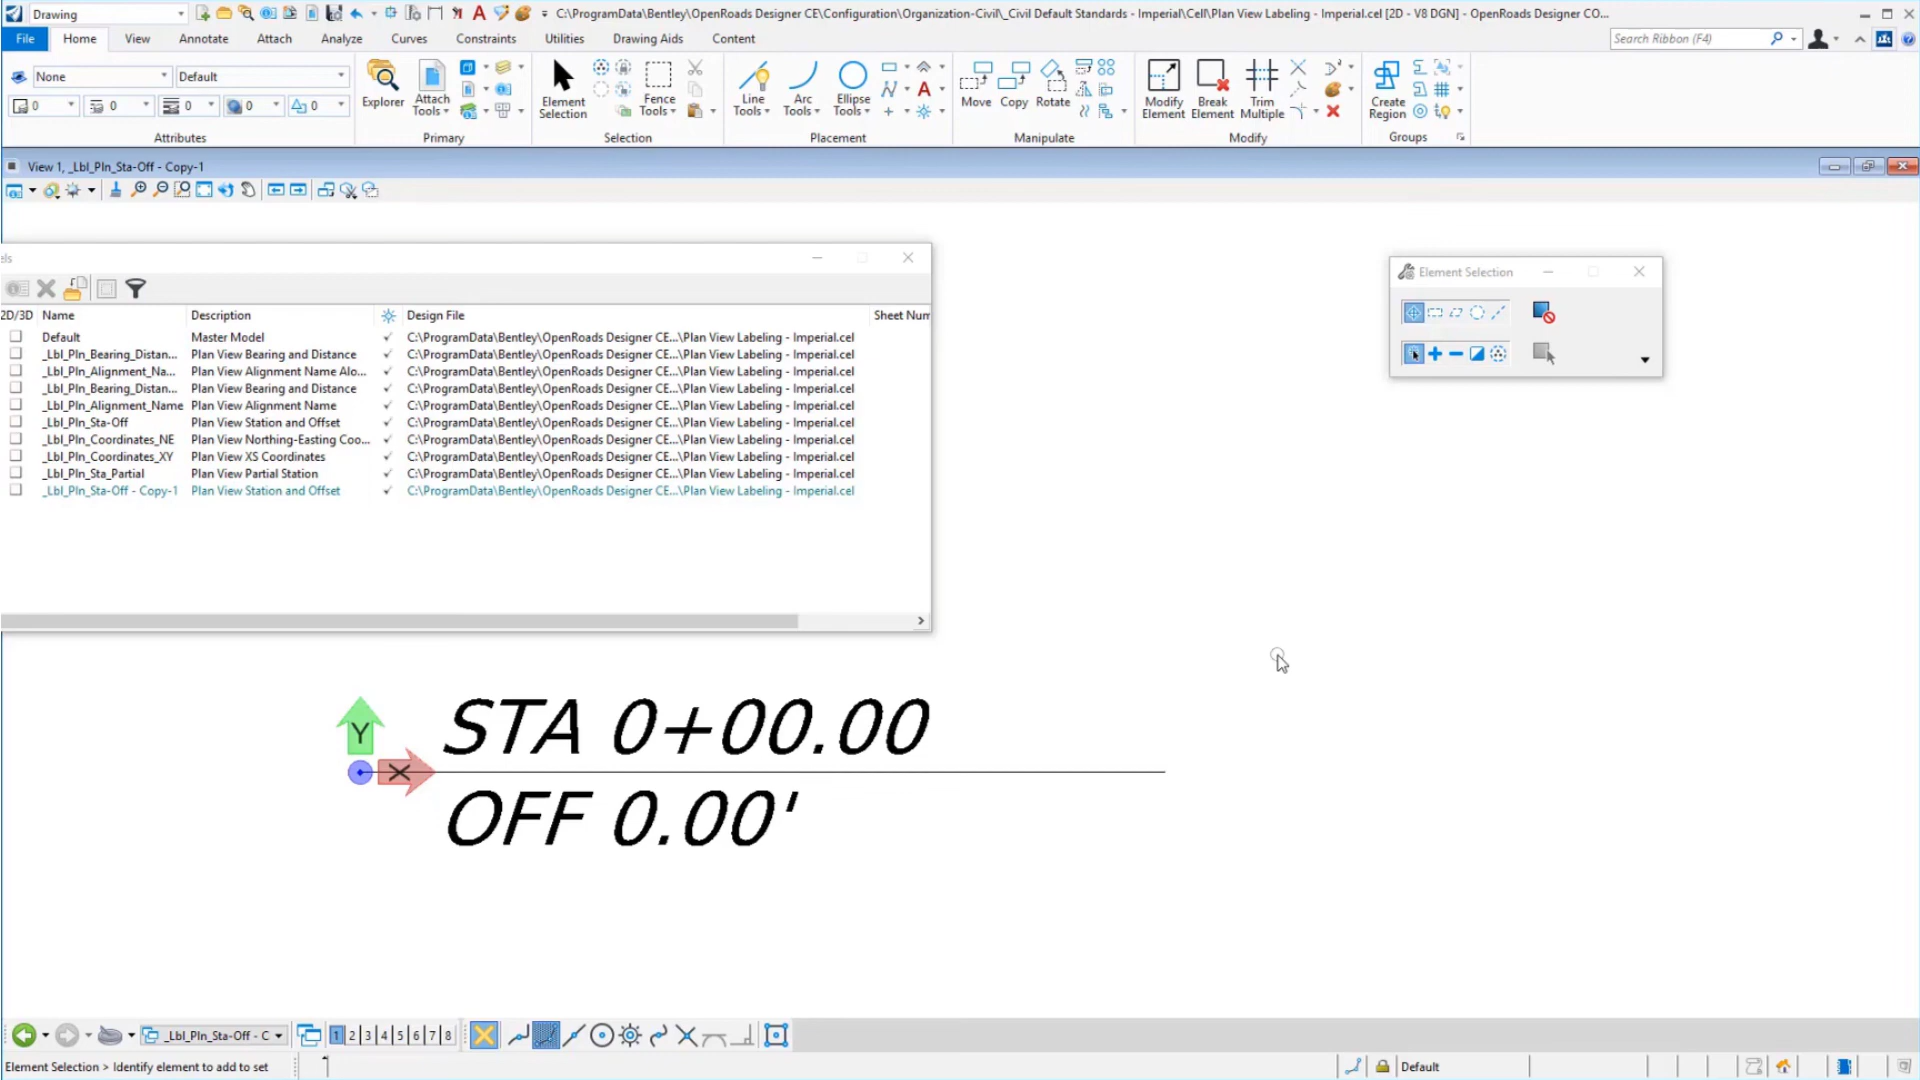 Drawing
C:\ProgramData\Bentley\OpenRoads Designer CE\Configuration\Organization-Civil\_Civil Default Standards - Imperial\Cell\Plan View Labeling - Imperial.cel [2D - V8 DGN] - OpenRoads Designer CO...
File Home View Annotate Attach Analyze Curves Constraints Utilities Drawing Aids Content
Search Ribbon (F4)
None Default
0 0 0 0 0
Explorer
Attach Tools
Element Selection
Fence Tools
Line Tools
Arc Tools
Ellipse Tools
Move Copy Rotate
Modify Element
Break Element
Trim Multiple
Create Region
Attributes Primary Selection Placement Manipulate Modify Groups
View 1, _Lbl_Pln_Sta-Off - Copy-1
els
2D/3D Name Description Design File Sheet Num
Default Master Model C:\ProgramData\Bentley\OpenRoads Designer CE...\Plan View Labeling - Imperial.cel
_Lbl_Pln_Bearing_Distan... Plan View Bearing and Distance C:\ProgramData\Bentley\OpenRoads Designer CE...\Plan View Labeling - Imperial.cel
_Lbl_Pln_Alignment_Na... Plan View Alignment Name Alo... C:\ProgramData\Bentley\OpenRoads Designer CE...\Plan View Labeling - Imperial.cel
_Lbl_Pln_Bearing_Distan... Plan View Bearing and Distance C:\ProgramData\Bentley\OpenRoads Designer CE...\Plan View Labeling - Imperial.cel
_Lbl_Pln_Alignment_Name Plan View Alignment Name C:\ProgramData\Bentley\OpenRoads Designer CE...\Plan View Labeling - Imperial.cel
_Lbl_Pln_Sta-Off Plan View Station and Offset C:\ProgramData\Bentley\OpenRoads Designer CE...\Plan View Labeling - Imperial.cel
_Lbl_Pln_Coordinates_NE Plan View Northing-Easting Coo... C:\ProgramData\Bentley\OpenRoads Designer CE...\Plan View Labeling - Imperial.cel
_Lbl_Pln_Coordinates_XY Plan View XS Coordinates C:\ProgramData\Bentley\OpenRoads Designer CE...\Plan View Labeling - Imperial.cel
_Lbl_Pln_Sta_Partial Plan View Partial Station C:\ProgramData\Bentley\OpenRoads Designer CE...\Plan View Labeling - Imperial.cel
_Lbl_Pln_Sta-Off - Copy-1 Plan View Station and Offset C:\ProgramData\Bentley\OpenRoads Designer CE...\Plan View Labeling - Imperial.cel
Element Selection
STA 0+00.00
Y
X
OFF 0.00'
_Lbl_Pln_Sta-Off - C 1 2 3 4 5 6 7 8
Element Selection > Identify element to add to set
Default